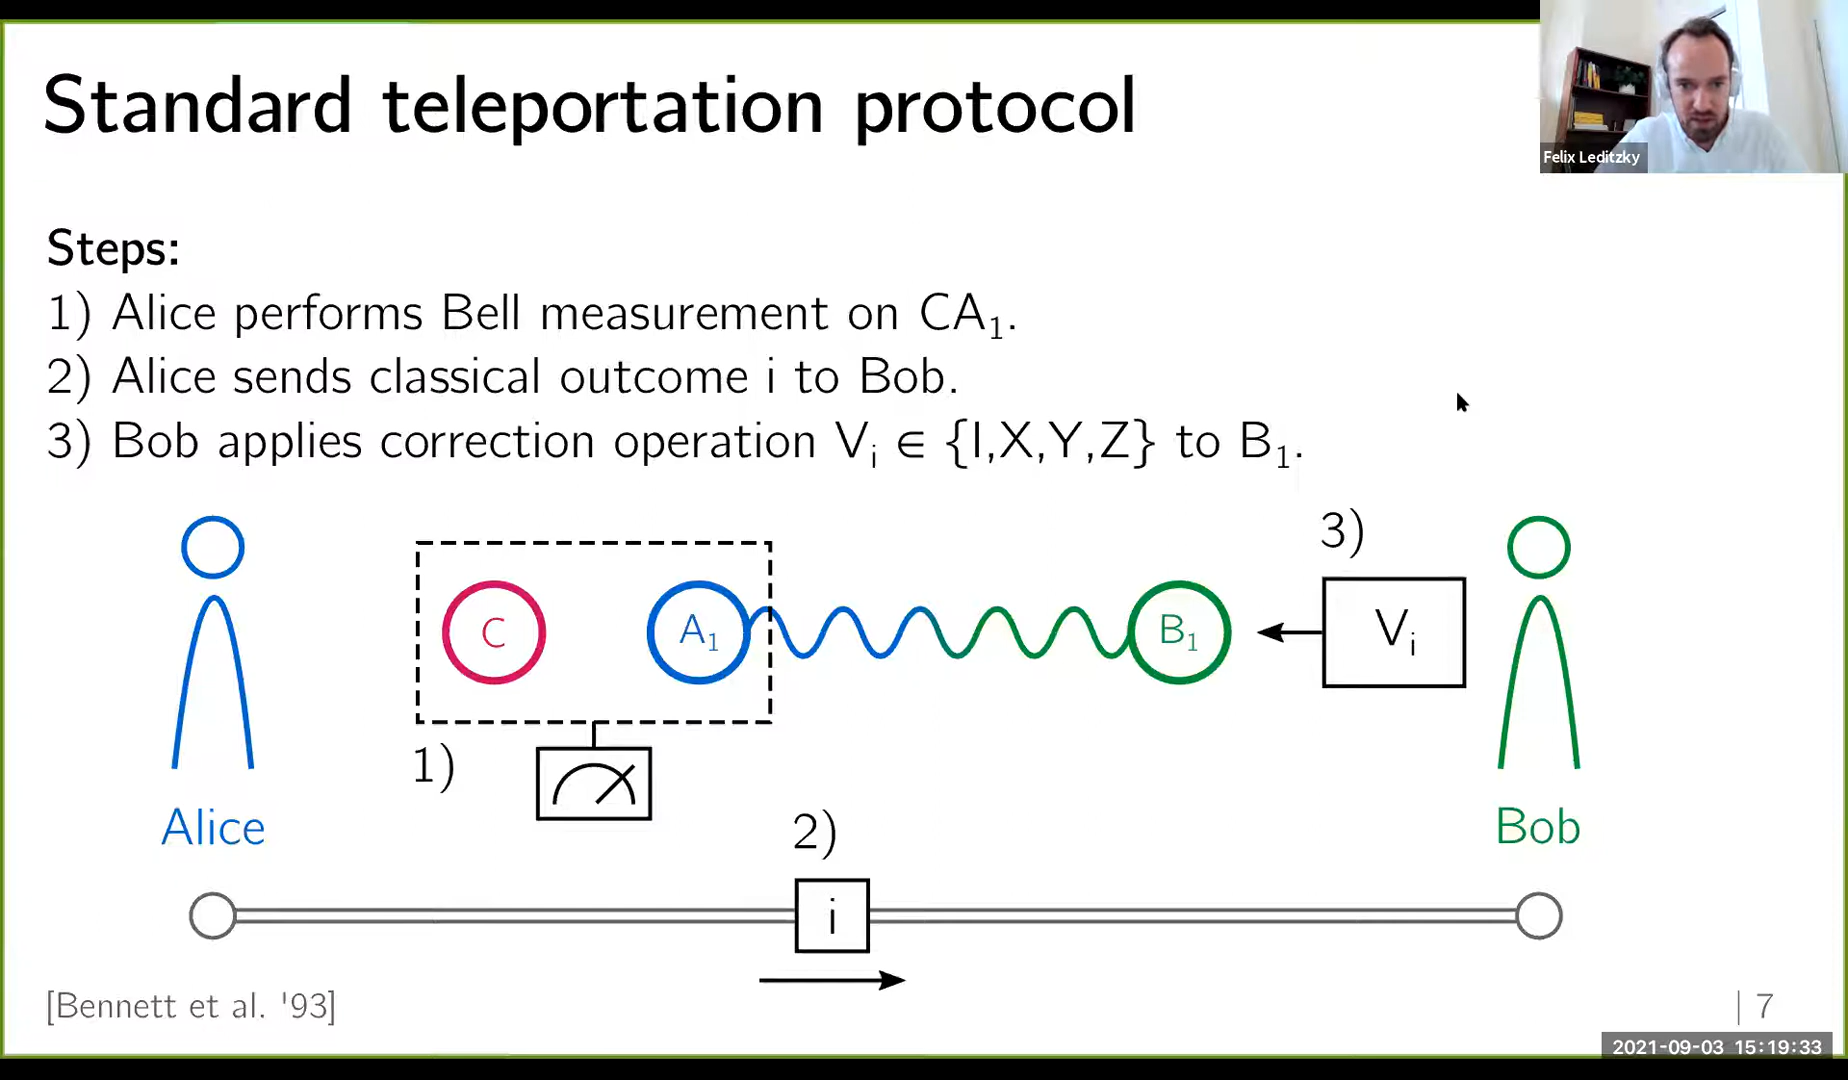 Standard teleportation protocol
Felix Leditzky
Steps:
1) Alice performs Bell measurement on CA₁.
2) Alice sends classical outcome i to Bob.
3) Bob applies correction operation Vᵢ ∈ {I,X,Y,Z} to B₁.
3)
C
A₁
B₁
Vᵢ
1)
2)
Alice
Bob
i
[Bennett et al. '93]
| 7
2021-09-03 15:19:33